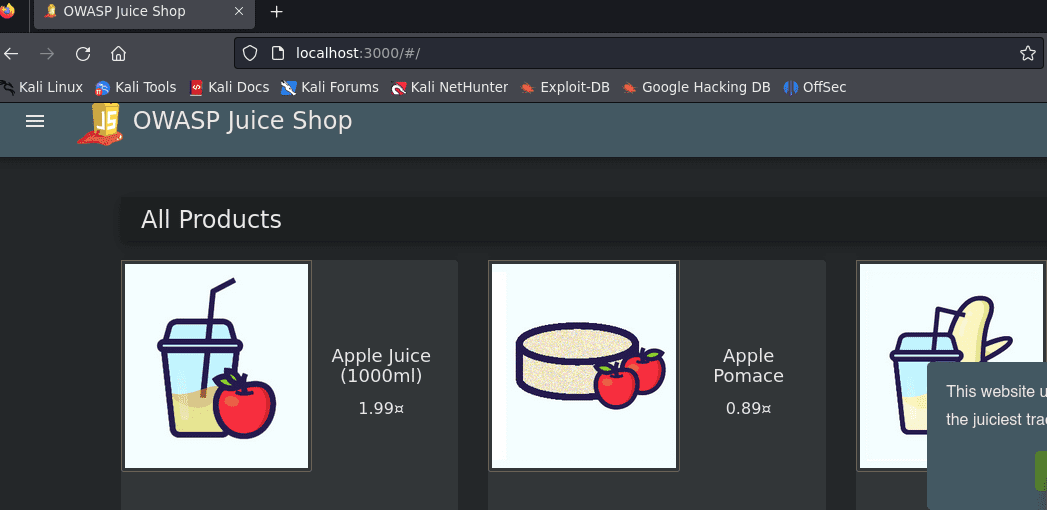 OWASP Juice Shop
localhost:3000/#/
Kali Linux Kali Tools Kali Docs Kali Forums Kali NetHunter Exploit-DB Google Hacking DB OffSec
JS OWASP Juice Shop
All Products
Apple Juice
(1000ml)
1.99¤
Apple
Pomace
0.89¤
This website u
the juiciest tra